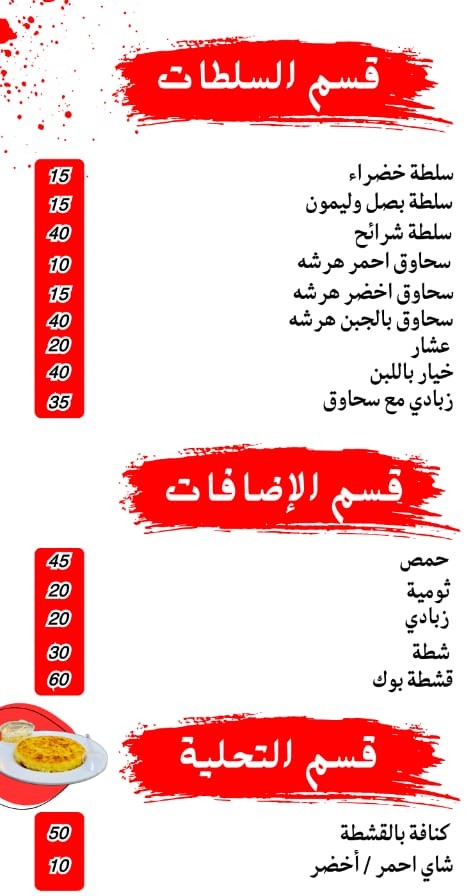 قسم السلطات
سلطة خضراء 15
سلطة بصل وليمون 15
سلطة شرائح 40
سحاوق احمر هرشه 10
سحاوق اخضر هرشه 15
سحاوق بالجبن هرشه 40
عشار 20
خيار باللبن 40
زبادي مع سحاوق 35
قسم الإضافات
حمص 45
ثومية 20
زبادي 20
شطة 30
قشطة بوك 60
قسم التحلية
كنافة بالقشطة 50
شاي احمر / أخضر 10